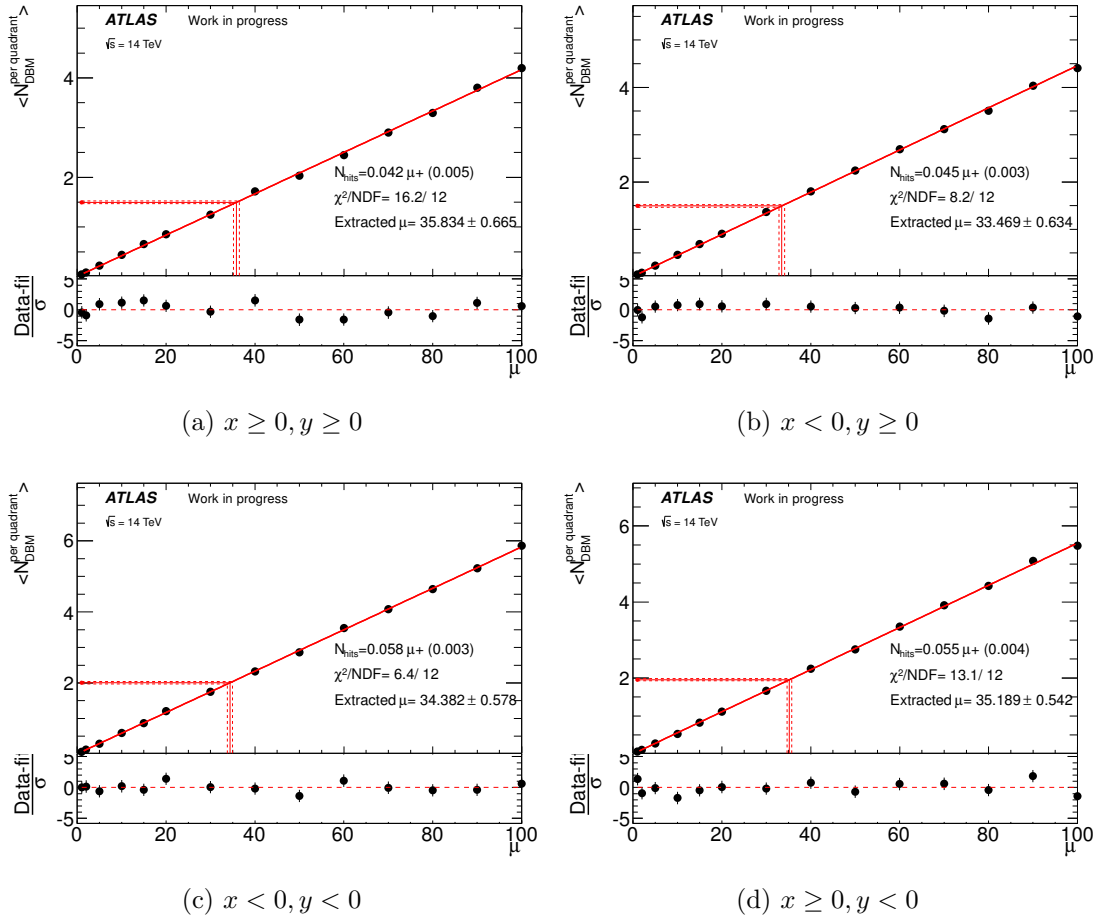 ATLAS Work in progress
√s = 14 TeV
<N_DBM^per quadrant>
4
2
N_hits=0.042 μ+ (0.005)
χ²/NDF= 16.2/ 12
Extracted μ= 35.834 ± 0.665
Data-fi
σ
5
0
-5
20 40 60 80 100
μ
(a) x ≥ 0, y ≥ 0
ATLAS Work in progress
√s = 14 TeV
<N_DBM^per quadrant>
4
2
N_hits=0.045 μ+ (0.003)
χ²/NDF= 8.2/ 12
Extracted μ= 33.469 ± 0.634
Data-fi
σ
5
0
-5
0 20 40 60 80 100
μ
(b) x < 0, y ≥ 0
ATLAS Work in progress
√s = 14 TeV
<N_DBM^per quadrant>
6
4
2
N_hits=0.058 μ+ (0.003)
χ²/NDF= 6.4/ 12
Extracted μ= 34.382 ± 0.578
Data-fi
σ
5
0
-5
20 40 60 80 100
μ
(c) x < 0, y < 0
ATLAS Work in progress
√s = 14 TeV
<N_DBM^per quadrant>
6
4
2
N_hits=0.055 μ+ (0.004)
χ²/NDF= 13.1/ 12
Extracted μ= 35.189 ± 0.542
Data-fi
σ
5
0
-5
0 20 40 60 80 100
μ
(d) x ≥ 0, y < 0